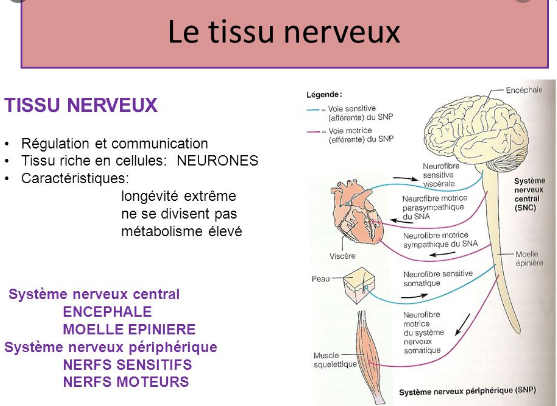 Le tissu nerveux
TISSU NERVEUX
• Régulation et communication
• Tissu riche en cellules: NEURONES
• Caractéristiques:
longévité extrême
ne se divisent pas
métabolisme élevé
Système nerveux central
ENCEPHALE
MOELLE EPINIERE
Système nerveux périphérique
NERFS SENSITIFS
NERFS MOTEURS
Légende:
= Voie sensitive
(afférente) du SNP
= Voie motrice
(efférente) du SNP
Encéphale
Neurofibre
sensitive
viscérale
Système
nerveux
central
(SNC)
Neurofibre motrice
parasympathique
du SNA
Neurofibre motrice
sympathique du SNA
Viscère
Moelle
épinière
Peau
Neurofibre sensitive
somatique
Neurofibre
motrice
du système
nerveux
somatique
Muscle
squelettique
Système nerveux périphérique (SNP)